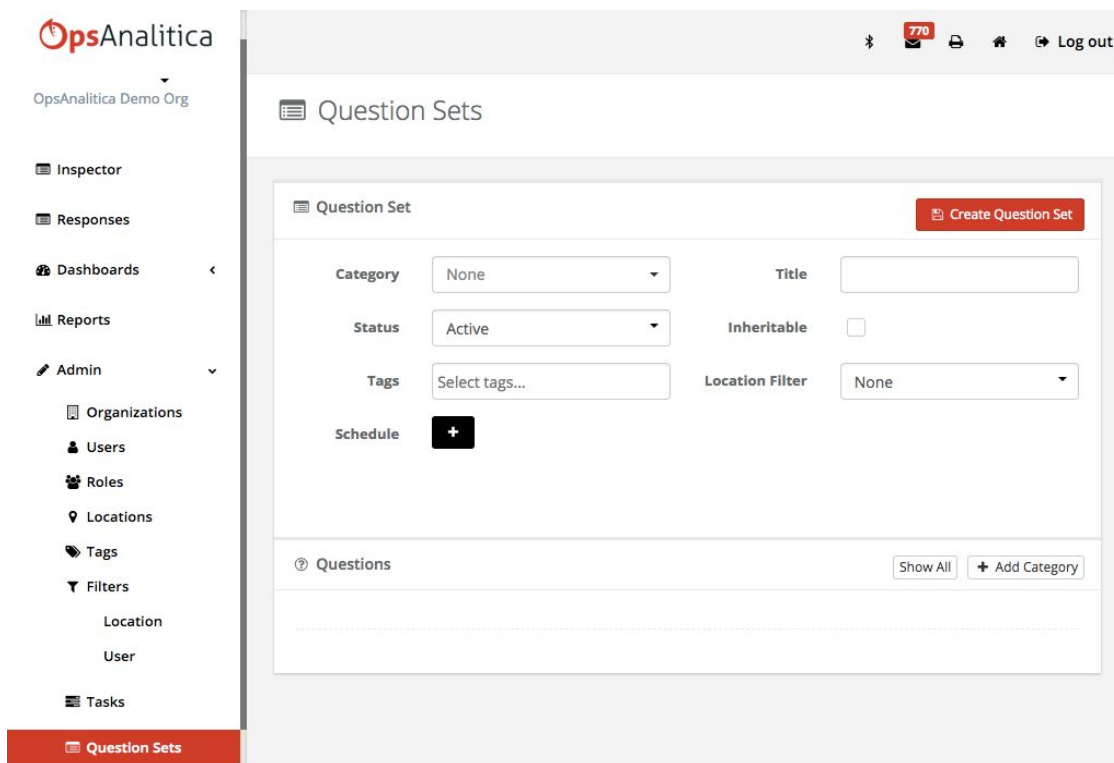 OpsAnalitica
OpsAnalitica Demo Org
Inspector
Responses
Dashboards
Reports
Admin
Organizations
Users
Roles
Locations
Tags
Filters
Location
User
Tasks
Question Sets
770
Log out
Question Sets
Question Set
Create Question Set
Category None Title
Status Active Inheritable
Tags Select tags... Location Filter None
Schedule
Questions Show All + Add Category